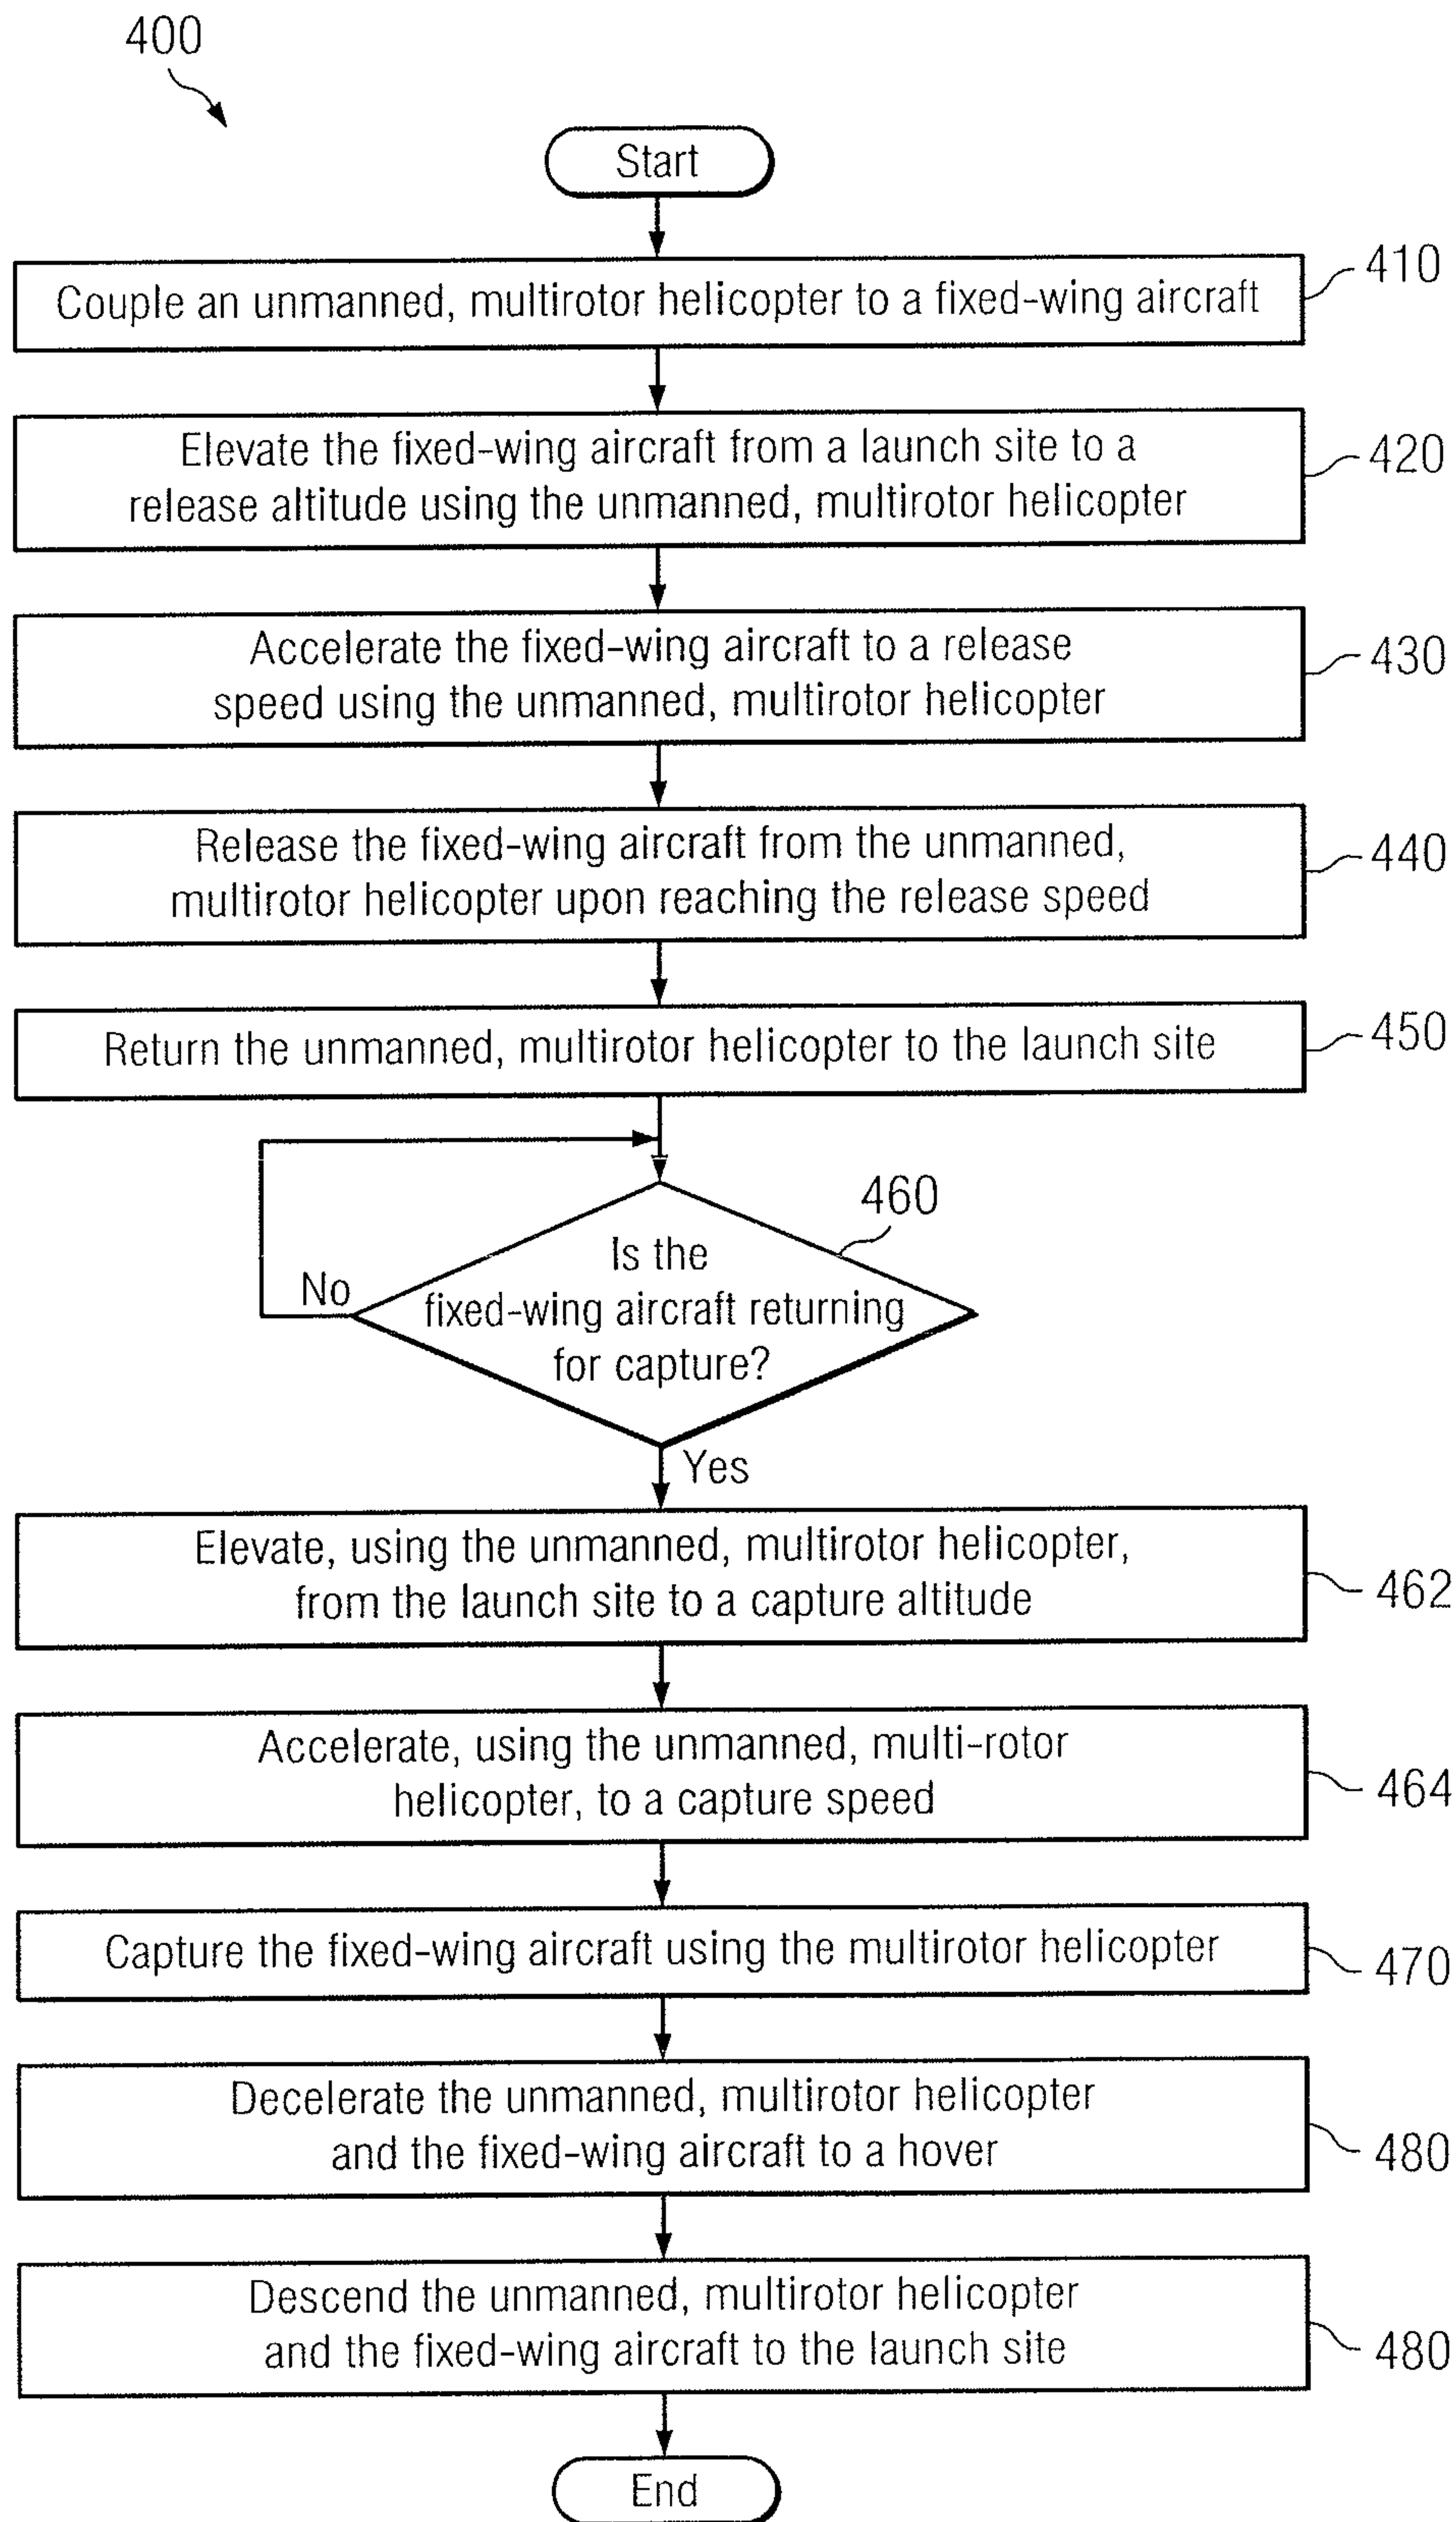 400
Start
Couple an unmanned, multirotor helicopter to a fixed-wing aircraft
410
Elevate the fixed-wing aircraft from a launch site to a
release altitude using the unmanned, multirotor helicopter
420
Accelerate the fixed-wing aircraft to a release
speed using the unmanned, multirotor helicopter
430
Release the fixed-wing aircraft from the unmanned,
multirotor helicopter upon reaching the release speed
440
Return the unmanned, multirotor helicopter to the launch site
450
460
Is the
fixed-wing aircraft returning
for capture?
No
Yes
Elevate, using the unmanned, multirotor helicopter,
from the launch site to a capture altitude
462
Accelerate, using the unmanned, multi-rotor
helicopter, to a capture speed
464
Capture the fixed-wing aircraft using the multirotor helicopter
470
Decelerate the unmanned, multirotor helicopter
and the fixed-wing aircraft to a hover
480
Descend the unmanned, multirotor helicopter
and the fixed-wing aircraft to the launch site
480
End